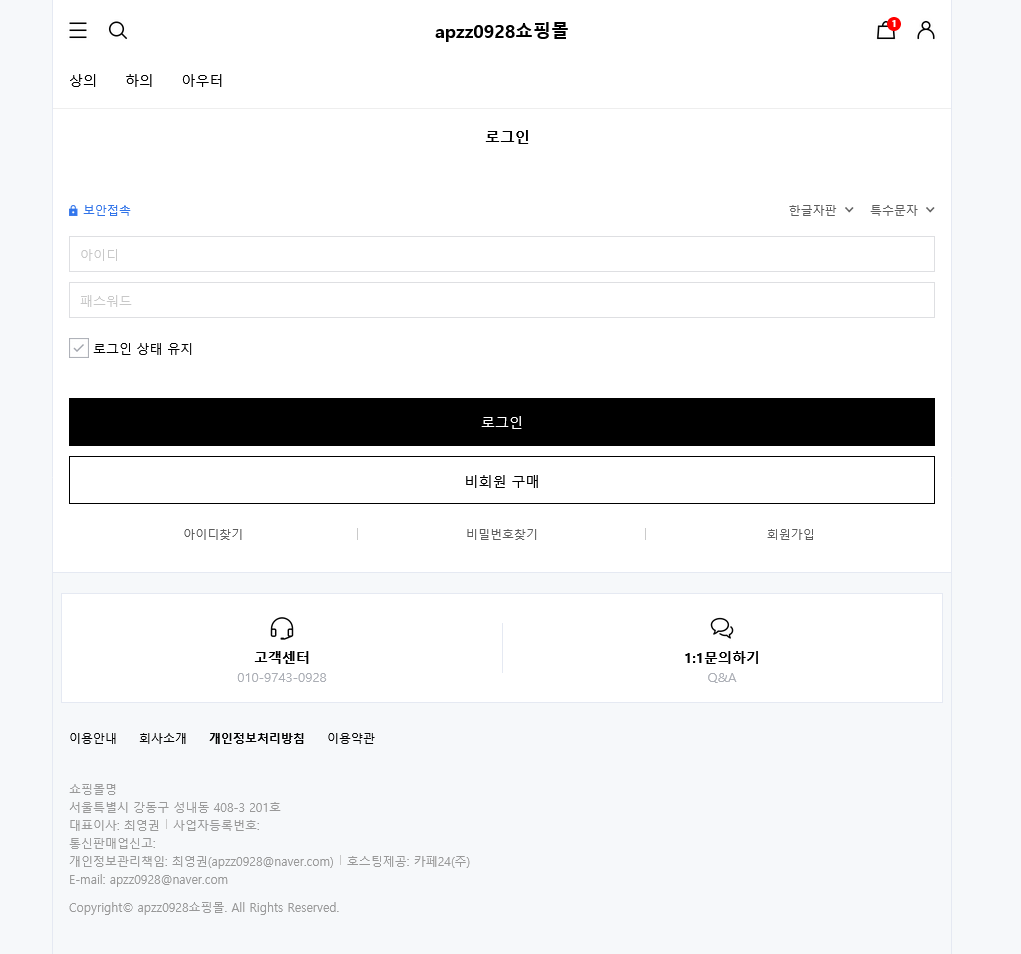 apzz0928쇼핑몰
1
상의 하의 아우터
로그인
보안접속 한글자판 특수문자
아이디
패스워드
로그인 상태 유지
로그인
비회원 구매
아이디찾기 비밀번호찾기 회원가입
고객센터
010-9743-0928
1:1문의하기
Q&A
이용안내 회사소개 개인정보처리방침 이용약관
쇼핑몰명
서울특별시 강동구 성내동 408-3 201호
대표이사: 최영권 | 사업자등록번호:
통신판매업신고:
개인정보관리책임: 최영권(apzz0928@naver.com) | 호스팅제공: 카페24(주)
E-mail: apzz0928@naver.com
Copyright© apzz0928쇼핑몰. All Rights Reserved.